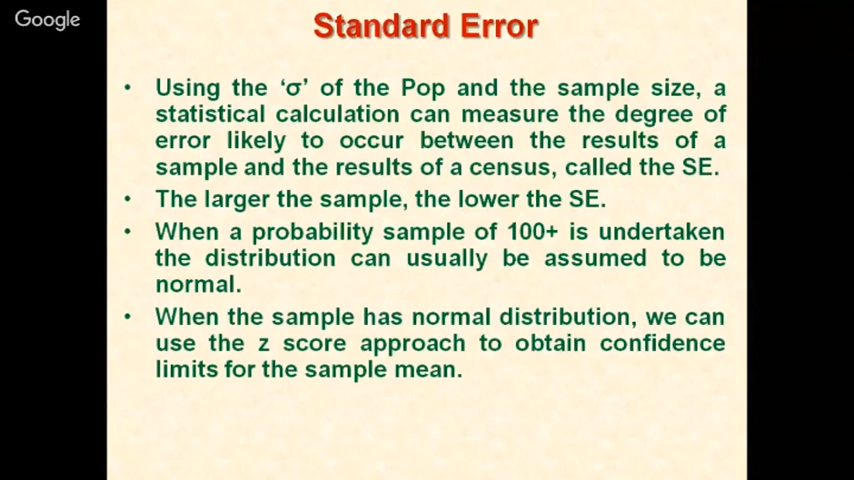 Google
Standard Error
• Using the ‘σ’ of the Pop and the sample size, a
statistical calculation can measure the degree of
error likely to occur between the results of a
sample and the results of a census, called the SE.
• The larger the sample, the lower the SE.
• When a probability sample of 100+ is undertaken
the distribution can usually be assumed to be
normal.
• When the sample has normal distribution, we can
use the z score approach to obtain confidence
limits for the sample mean.